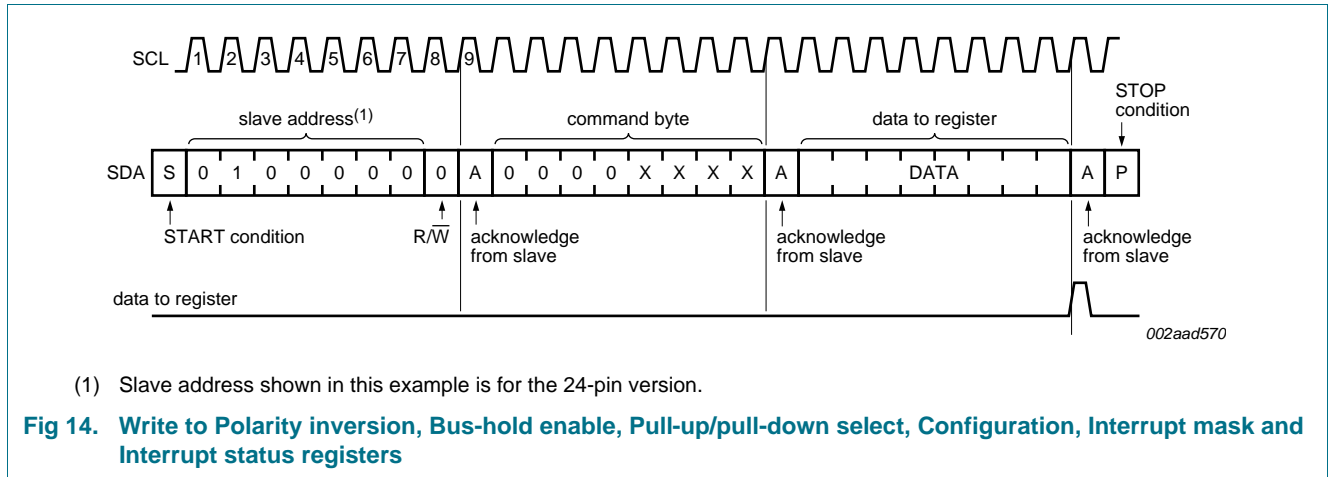 SCL 1 2 3 4 5 6 7 8 9
STOP
condition
slave address(1) command byte data to register
SDA S 0 1 0 0 0 0 0 0 A 0 0 0 0 X X X X A DATA A P
START condition R/W̅ acknowledge acknowledge acknowledge
from slave from slave from slave
data to register
002aad570
(1) Slave address shown in this example is for the 24-pin version.
Fig 14. Write to Polarity inversion, Bus-hold enable, Pull-up/pull-down select, Configuration, Interrupt mask and
Interrupt status registers